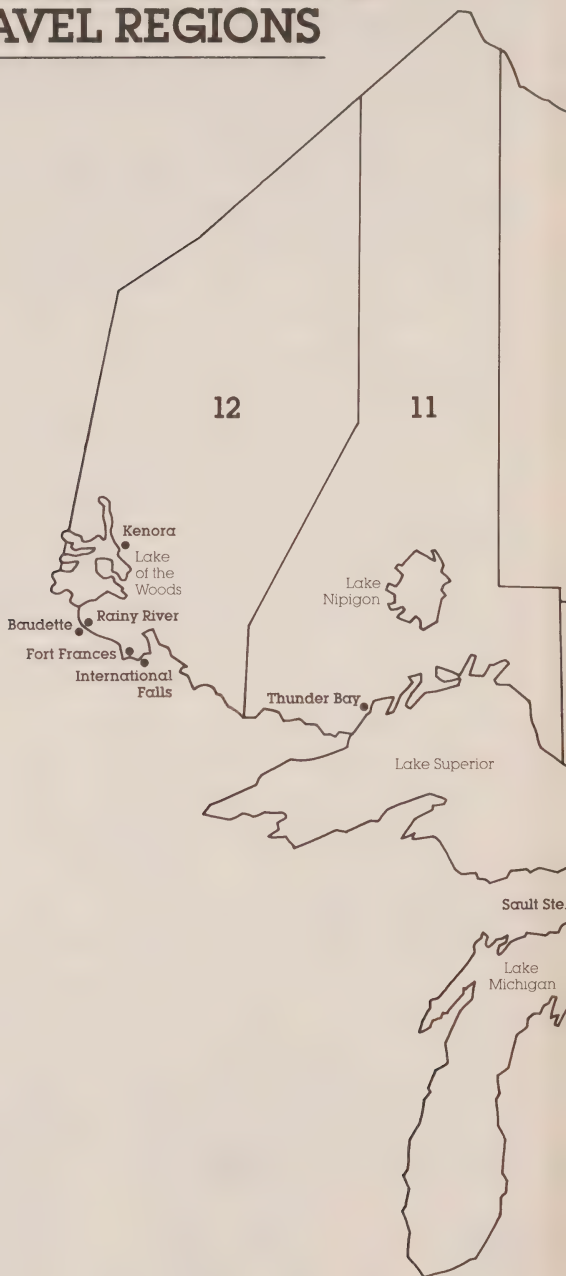 AVEL REGIONS
12
11
Kenora
Lake
of the
Woods
Lake
Nipigon
Baudette
Rainy River
Fort Frances
International
Falls
Thunder Bay
Lake Superior
Sault Ste.
Lake
Michigan